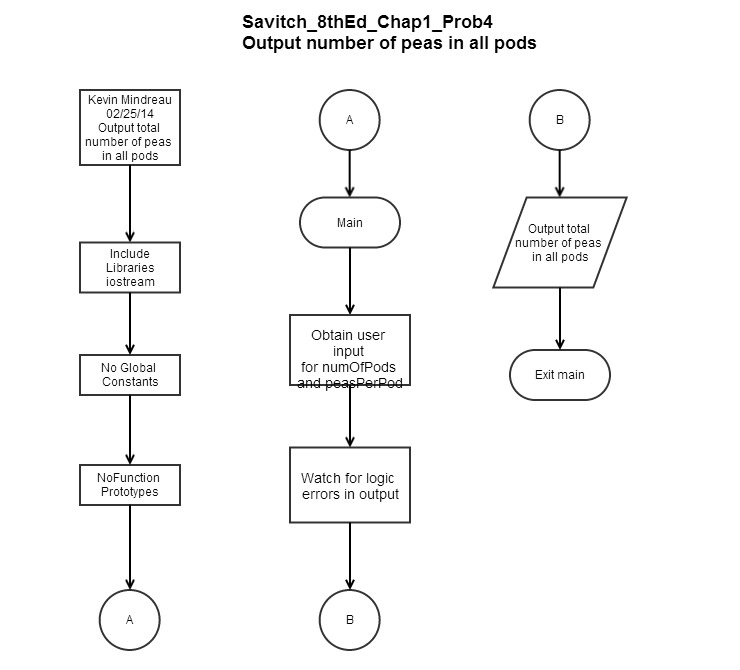 Savitch_8thEd_Chap1_Prob4
Output number of peas in all pods
Kevin Mindreau
02/25/14
Output total
number of peas
in all pods
Include
Libraries
iostream
No Global
Constants
NoFunction
Prototypes
A
A
Main
Obtain user
input
for numOfPods
and peasPerPod
Watch for logic
errors in output
B
B
Output total
number of peas
in all pods
Exit main